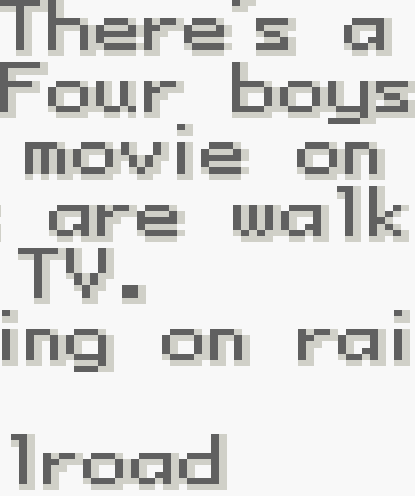 There's a
Four boys
movie on
are walk
TV.
ing on rai
lroad